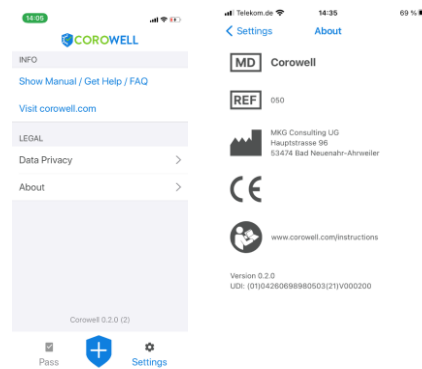 14:05
COROWELL
INFO
Show Manual / Get Help / FAQ
Visit corowell.com
LEGAL
Data Privacy
About
Corowell 0.2.0 (2)
Pass
Settings
Telekom.de
14:35
69 %
Settings
About
MD
Corowell
REF
050
MKG Consulting UG
Hauptstrasse 96
53474 Bad Neuenahr-Ahrweiler
CE
www.corowell.com/instructions
Version 0.2.0
UDI: (01)04260698980503(21)V000200